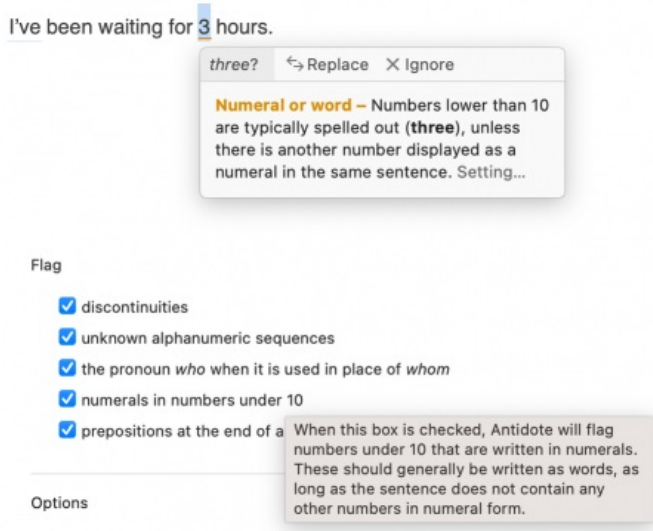 I've been waiting for 3 hours.
three? Replace Ignore
Numeral or word – Numbers lower than 10
are typically spelled out (three), unless
there is another number displayed as a
numeral in the same sentence. Setting...
Flag
discontinuities
unknown alphanumeric sequences
the pronoun who when it is used in place of whom
numerals in numbers under 10
prepositions at the end of a
When this box is checked, Antidote will flag
numbers under 10 that are written in numerals.
These should generally be written as words, as
long as the sentence does not contain any
other numbers in numeral form.
Options